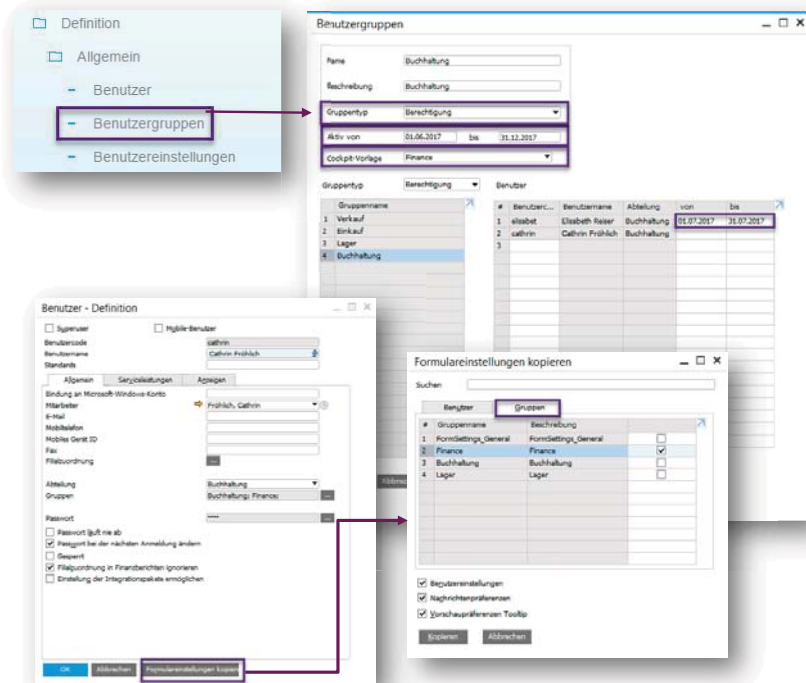 Definition
Allgemein
- Benutzer
- Benutzergruppen
- Benutzereinstellungen
Benutzergruppen
Name Buchhaltung
Beschreibung Buchhaltung
Gruppentyp Berechtigung
Aktiv von 01.06.2017 bis 31.12.2017
Cockpit-Vorlage Finance
Gruppentyp Berechtigung Benutzer
Gruppenname
1 Verkauf
2 Einkauf
3 Lager
4 Buchhaltung
# Benutzerc... Benutzername Abteilung von bis
1 elisabet Elisabeth Reiser Buchhaltung 01.07.2017 31.07.2017
2 cathrin Cathrin Fröhlich Buchhaltung
3
Benutzer - Definition
Superuser Mobile-Benutzer
Benutzercode cathrin
Benutzername Cathrin Fröhlich
Standards
Allgemein Serviceleistungen Anzeigen
Bindung an Microsoft-Windows-Konto
Mitarbeiter Fröhlich, Cathrin
E-Mail
Mobiltelefon
Mobiles Gerät ID
Fax
Filialzuordnung ...
Abteilung Buchhaltung
Gruppen Buchhaltung; Finance; ...
Passwort **** ...
Passwort läuft nie ab
Passwort bei der nächsten Anmeldung ändern
Gesperrt
Filialzuordnung in Finanzberichten ignorieren
Einstellung der Integrationspakete ermöglichen
OK Abbrechen Formulareinstellungen kopiere
Abbrec
Formulareinstellungen kopieren
Suchen
Benutzer Gruppen
# Gruppenname Beschreibung
1 FormSettings_General FormSettings_General
2 Finance Finance
3 Buchhaltung Buchhaltung
4 Lager Lager
Benutzereinstellungen
Nachrichtenpräferenzen
Vorschaupräferenzen Tooltip
Kopieren Abbrechen